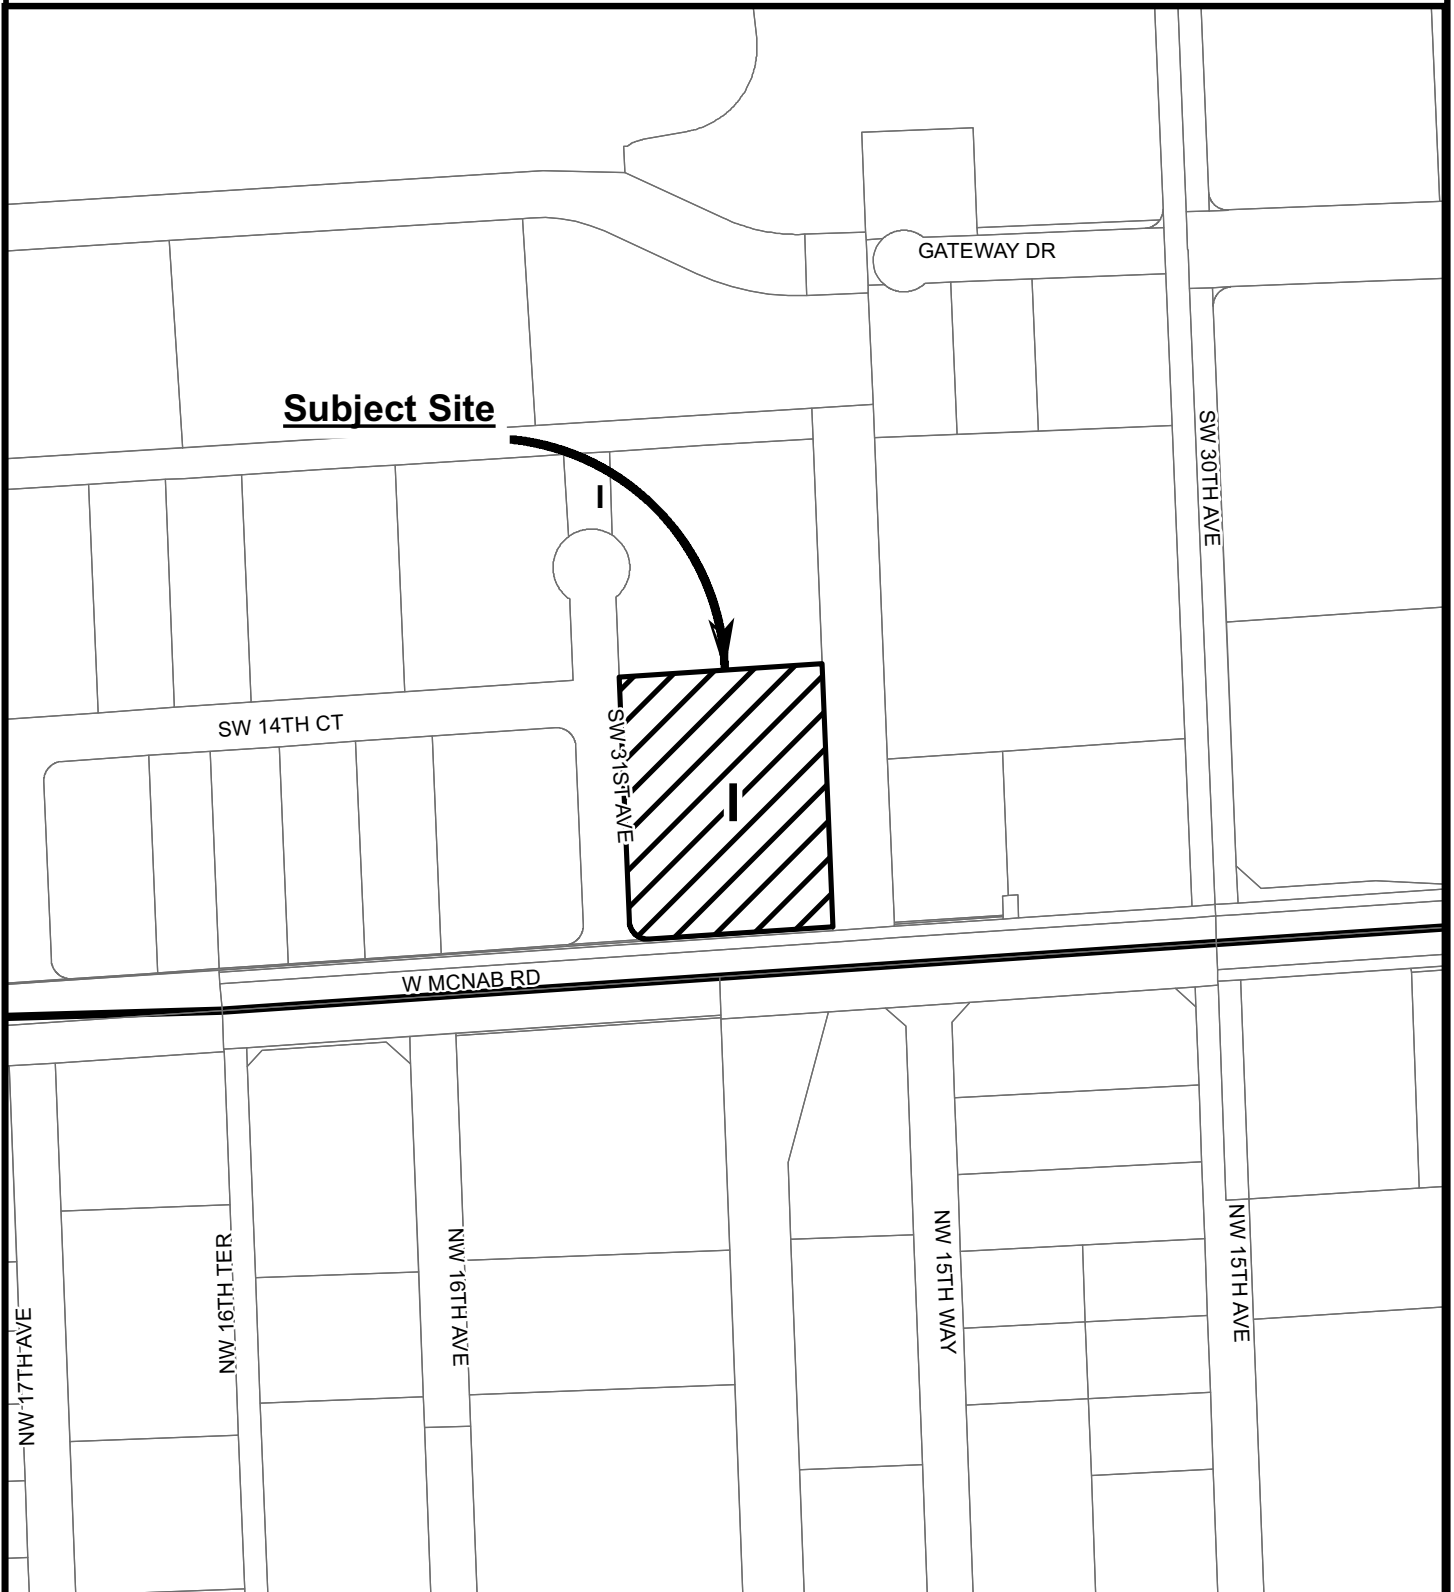 GATEWAY DR
Subject Site
SW 30TH AVE
I
SW 14TH CT
SW 31ST AVE
I
W MCNAB RD
NW 17TH AVE
NW 16TH TER
NW 16TH AVE
NW 15TH WAY
NW 15TH AVE